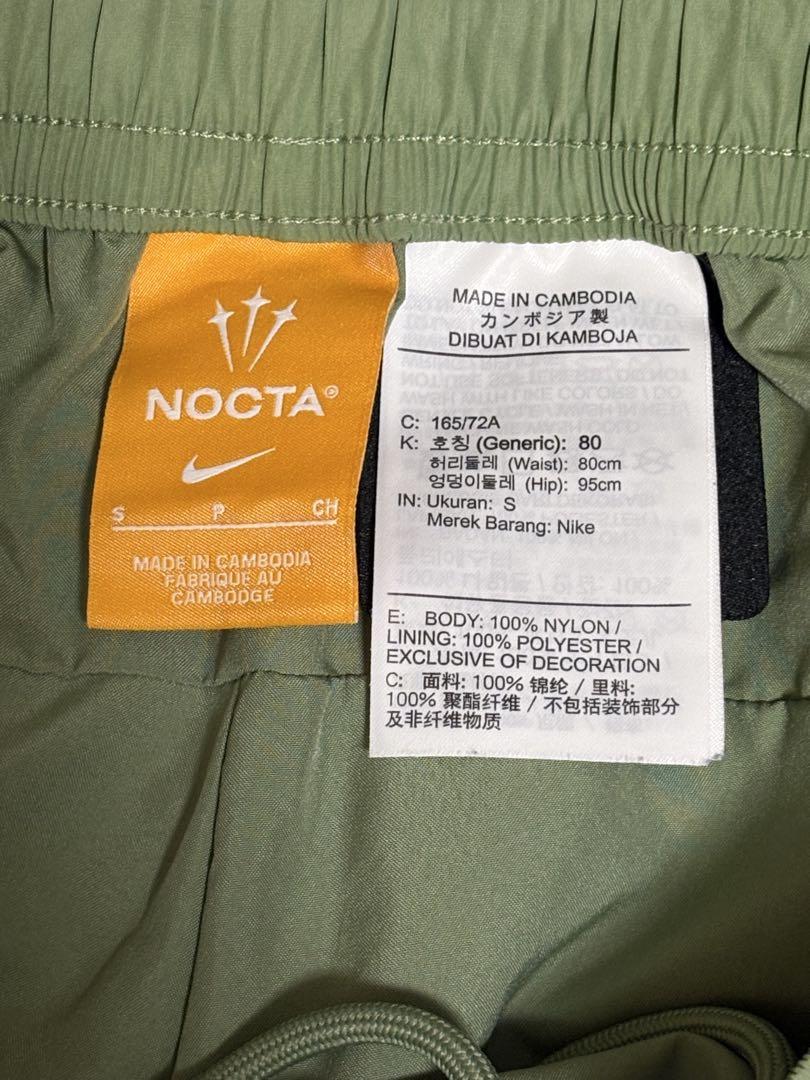 NOCTA®
S P CH
MADE IN CAMBODIA
FABRIQUE AU
CAMBODGE
MADE IN CAMBODIA
カンボジア製
DIBUAT DI KAMBOJA
C: 165/72A
K: 호칭 (Generic): 80
허리둘레 (Waist): 80cm
엉덩이둘레 (Hip): 95cm
IN: Ukuran: S
Merek Barang: Nike
E: BODY: 100% NYLON /
LINING: 100% POLYESTER /
EXCLUSIVE OF DECORATION
C: 面料: 100% 锦纶 / 里料:
100% 聚酯纤维 / 不包括装饰部分
及非纤维物质